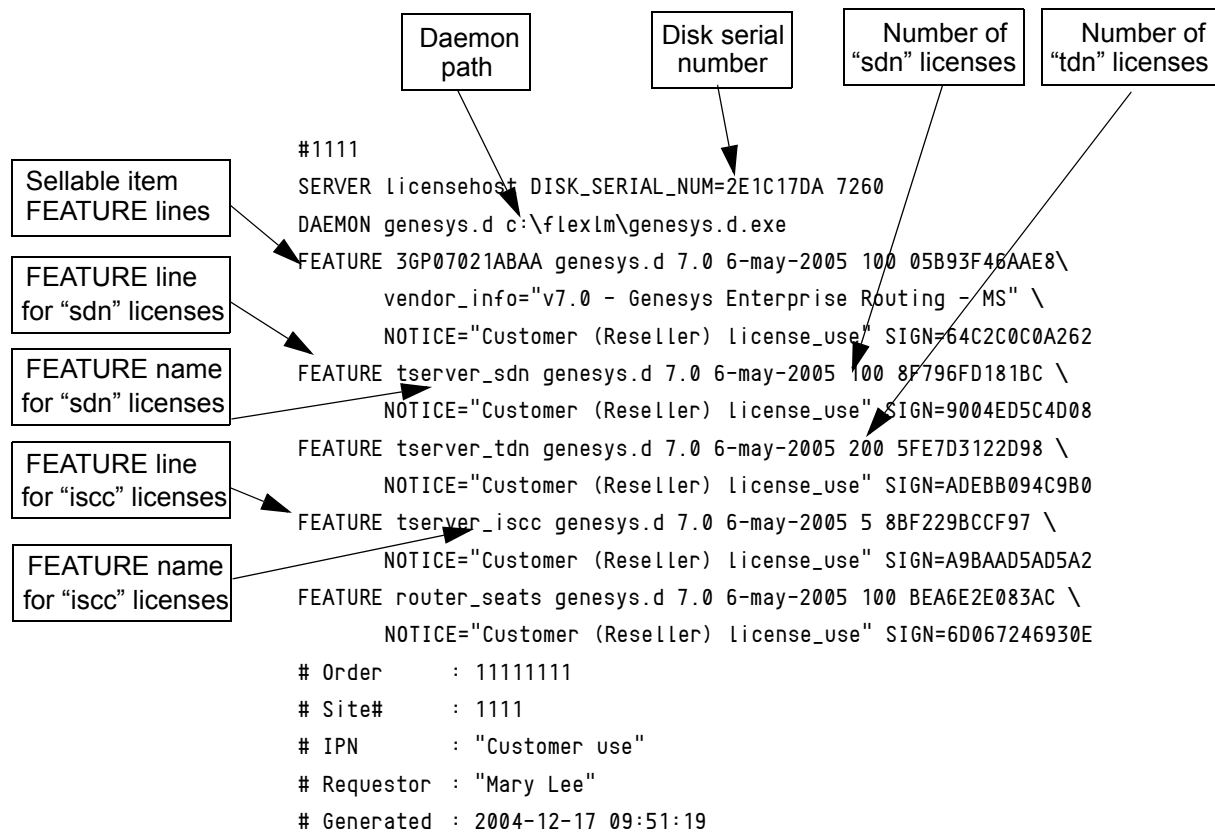 Daemon
path
Disk serial
number
Number of
“sdn” licenses
Number of
“tdn” licenses
Sellable item
FEATURE lines
FEATURE line
for “sdn” licenses
FEATURE name
for “sdn” licenses
FEATURE line
for “iscc” licenses
FEATURE name
for “iscc” licenses
#1111
SERVER licensehost DISK_SERIAL_NUM=2E1C17DA 7260
DAEMON genesys.d c:\flexlm\genesys.d.exe
FEATURE 3GP07021ABAA genesys.d 7.0 6-may-2005 100 05B93F46AAE8\
vendor_info="v7.0 - Genesys Enterprise Routing - MS" \
NOTICE="Customer (Reseller) license_use" SIGN=64C2C0C0A262
FEATURE tserver_sdn genesys.d 7.0 6-may-2005 100 8F796FD181BC \
NOTICE="Customer (Reseller) license_use" SIGN=9004ED5C4D08
FEATURE tserver_tdn genesys.d 7.0 6-may-2005 200 5FE7D3122D98 \
NOTICE="Customer (Reseller) license_use" SIGN=ADEBB094C9B0
FEATURE tserver_iscc genesys.d 7.0 6-may-2005 5 8BF229BCCF97 \
NOTICE="Customer (Reseller) license_use" SIGN=A9BAAD5AD5A2
FEATURE router_seats genesys.d 7.0 6-may-2005 100 BEA6E2E083AC \
NOTICE="Customer (Reseller) license_use" SIGN=6D067246930E
# Order : 11111111
# Site# : 1111
# IPN : "Customer use"
# Requestor : "Mary Lee"
# Generated : 2004-12-17 09:51:19